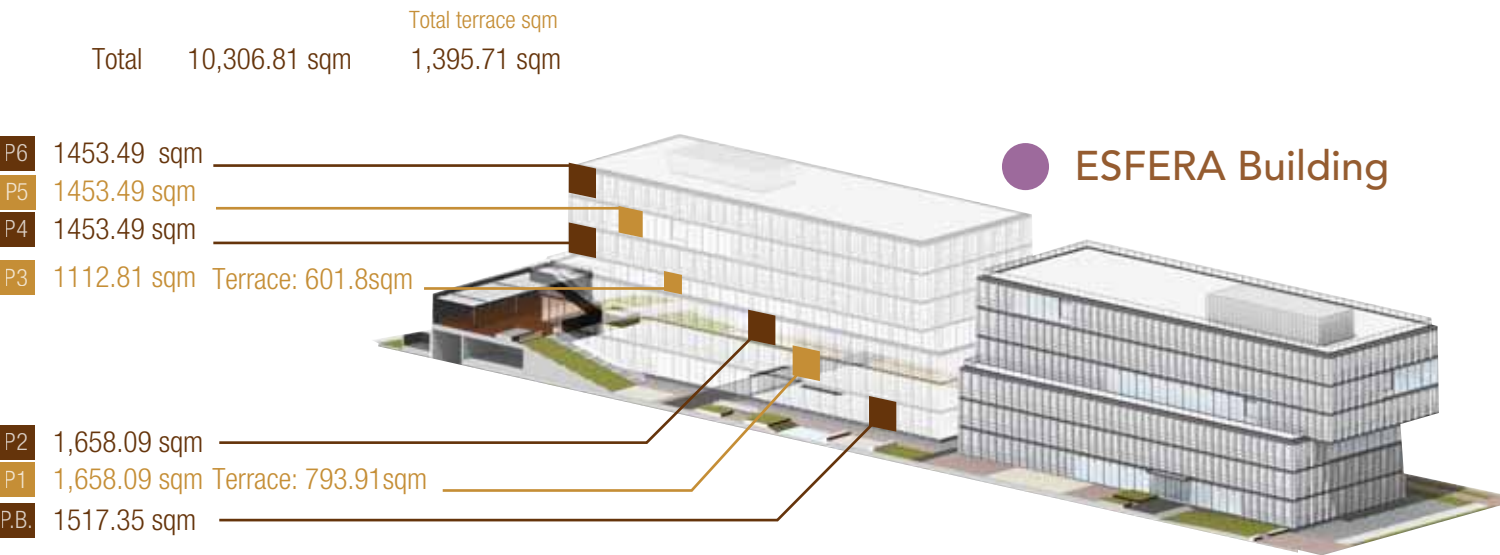 Total terrace sqm
Total 10,306.81 sqm 1,395.71 sqm
P6 1453.49 sqm
ESFERA Building
P5 1453.49 sqm
P4 1453.49 sqm
P3 1112.81 sqm Terrace: 601.8sqm
P2 1,658.09 sqm
P1 1,658.09 sqm Terrace: 793.91sqm
P.B. 1517.35 sqm